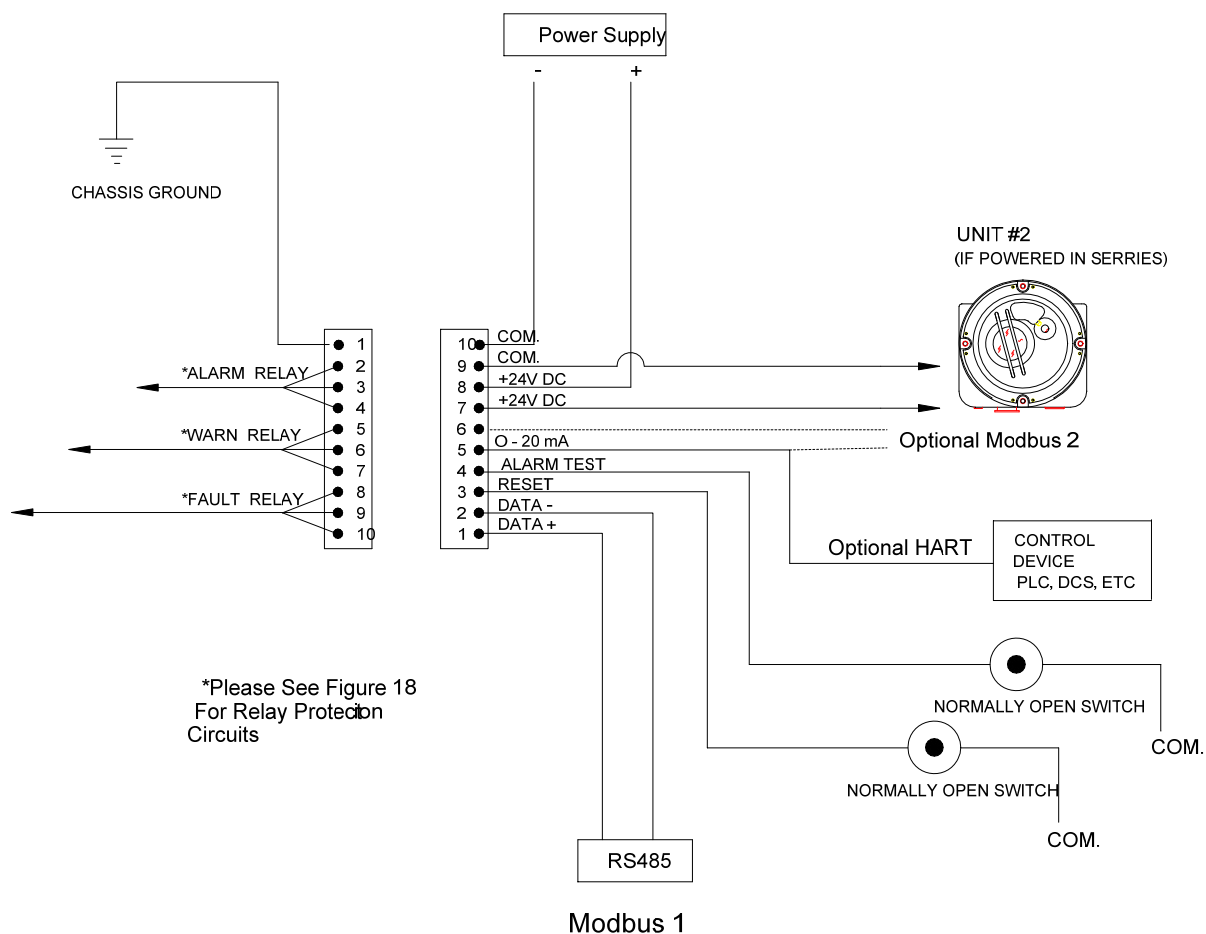 Power Supply
- +
CHASSIS GROUND
UNIT #2
(IF POWERED IN SERRIES)
1
2
3
4
5
6
7
8
9
10
*ALARM RELAY
*WARN RELAY
*FAULT RELAY
10 COM.
9 COM.
8 +24V DC
7 +24V DC
6
5 O - 20 mA
4 ALARM TEST
3 RESET
2 DATA -
1 DATA +
Optional Modbus 2
Optional HART
CONTROL
DEVICE
PLC, DCS, ETC
*Please See Figure 18
For Relay Protection
Circuits
NORMALLY OPEN SWITCH
COM.
NORMALLY OPEN SWITCH
COM.
RS485
Modbus 1